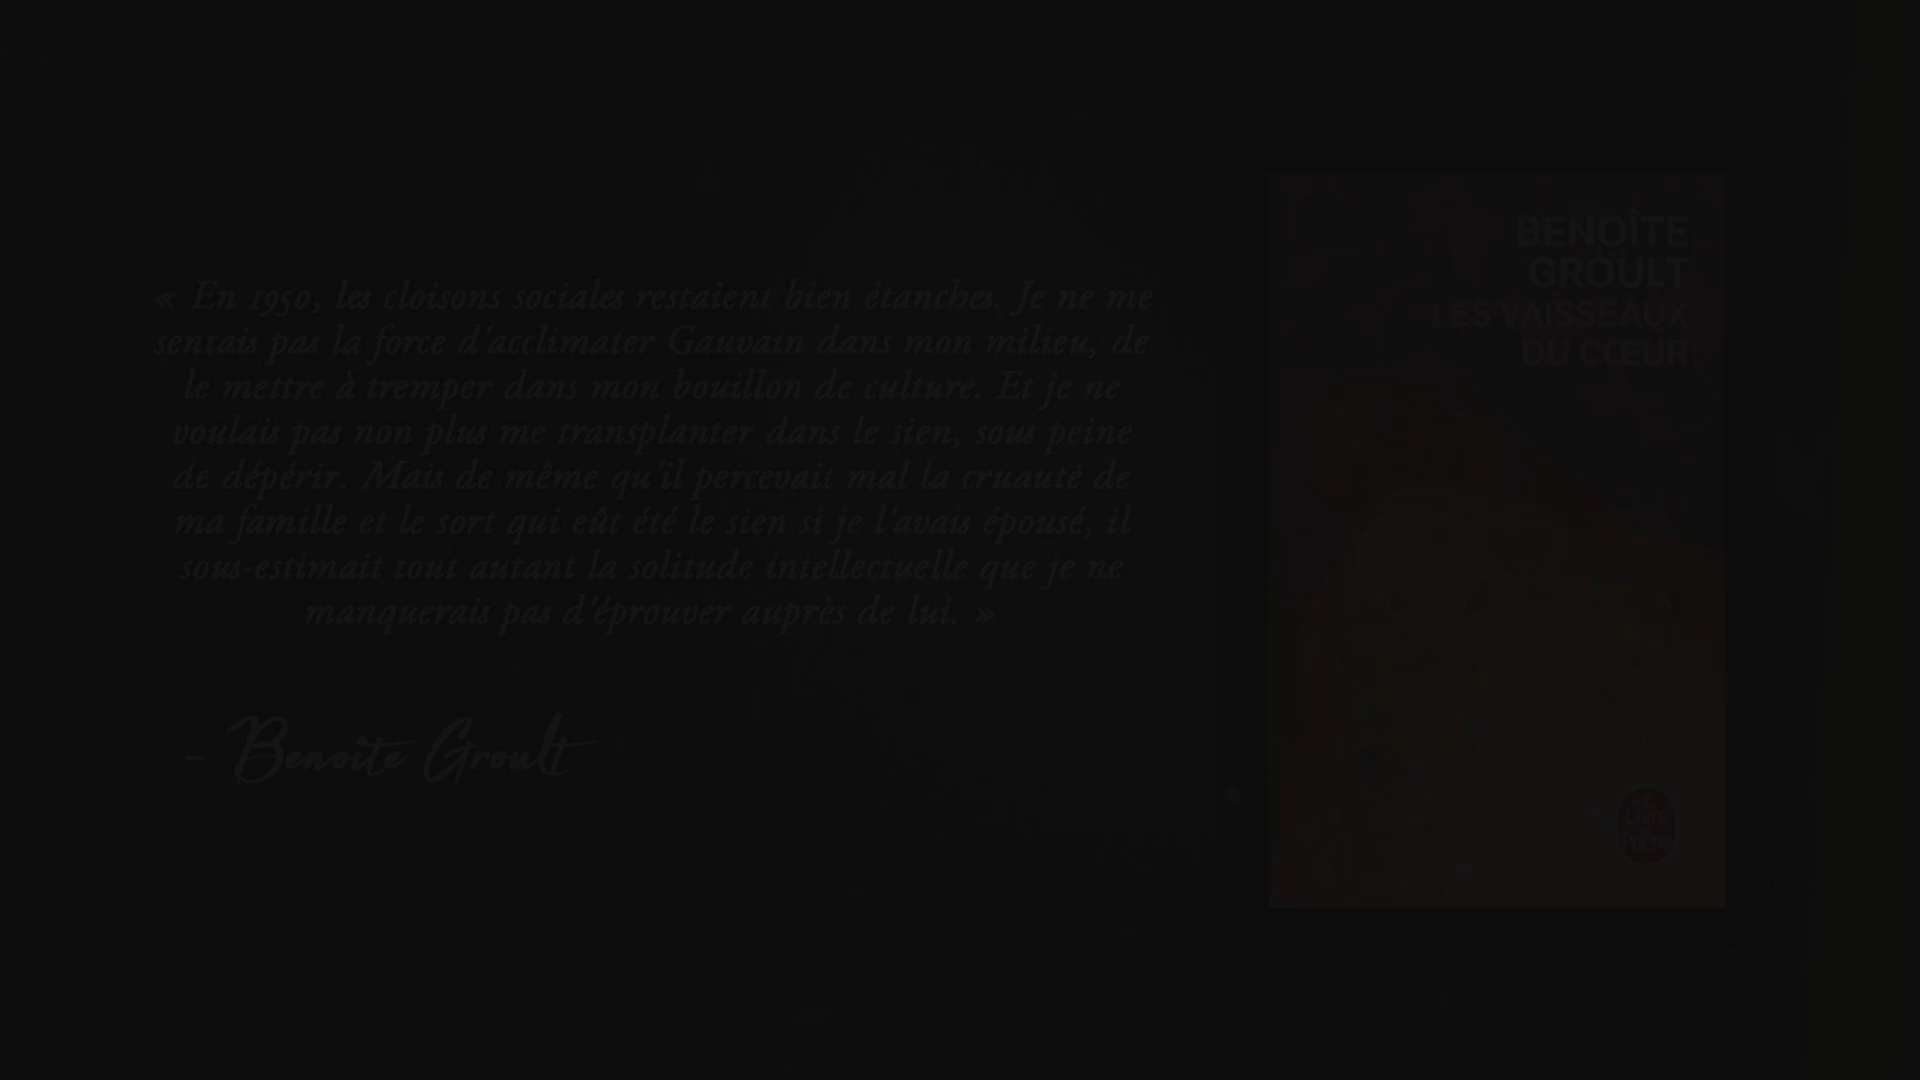 « En 1950, les cloisons sociales restaient bien étanches. Je ne me
sentais pas la force d'acclimater Gauvain dans mon milieu, de
le mettre à tremper dans mon bouillon de culture. Et je ne
voulais pas non plus me transplanter dans le sien, sous peine
de dépérir. Mais de même qu'il percevait mal la cruauté de
ma famille et le sort qui eût été le sien si je l'avais épousé, il
sous-estimait tout autant la solitude intellectuelle que je ne
manquerais pas d'éprouver auprès de lui. »
- Benoîte Groult
BENOÎTE
GROULT
LES VAISSEAUX
DU CŒUR
Le
Livre
de
Poche